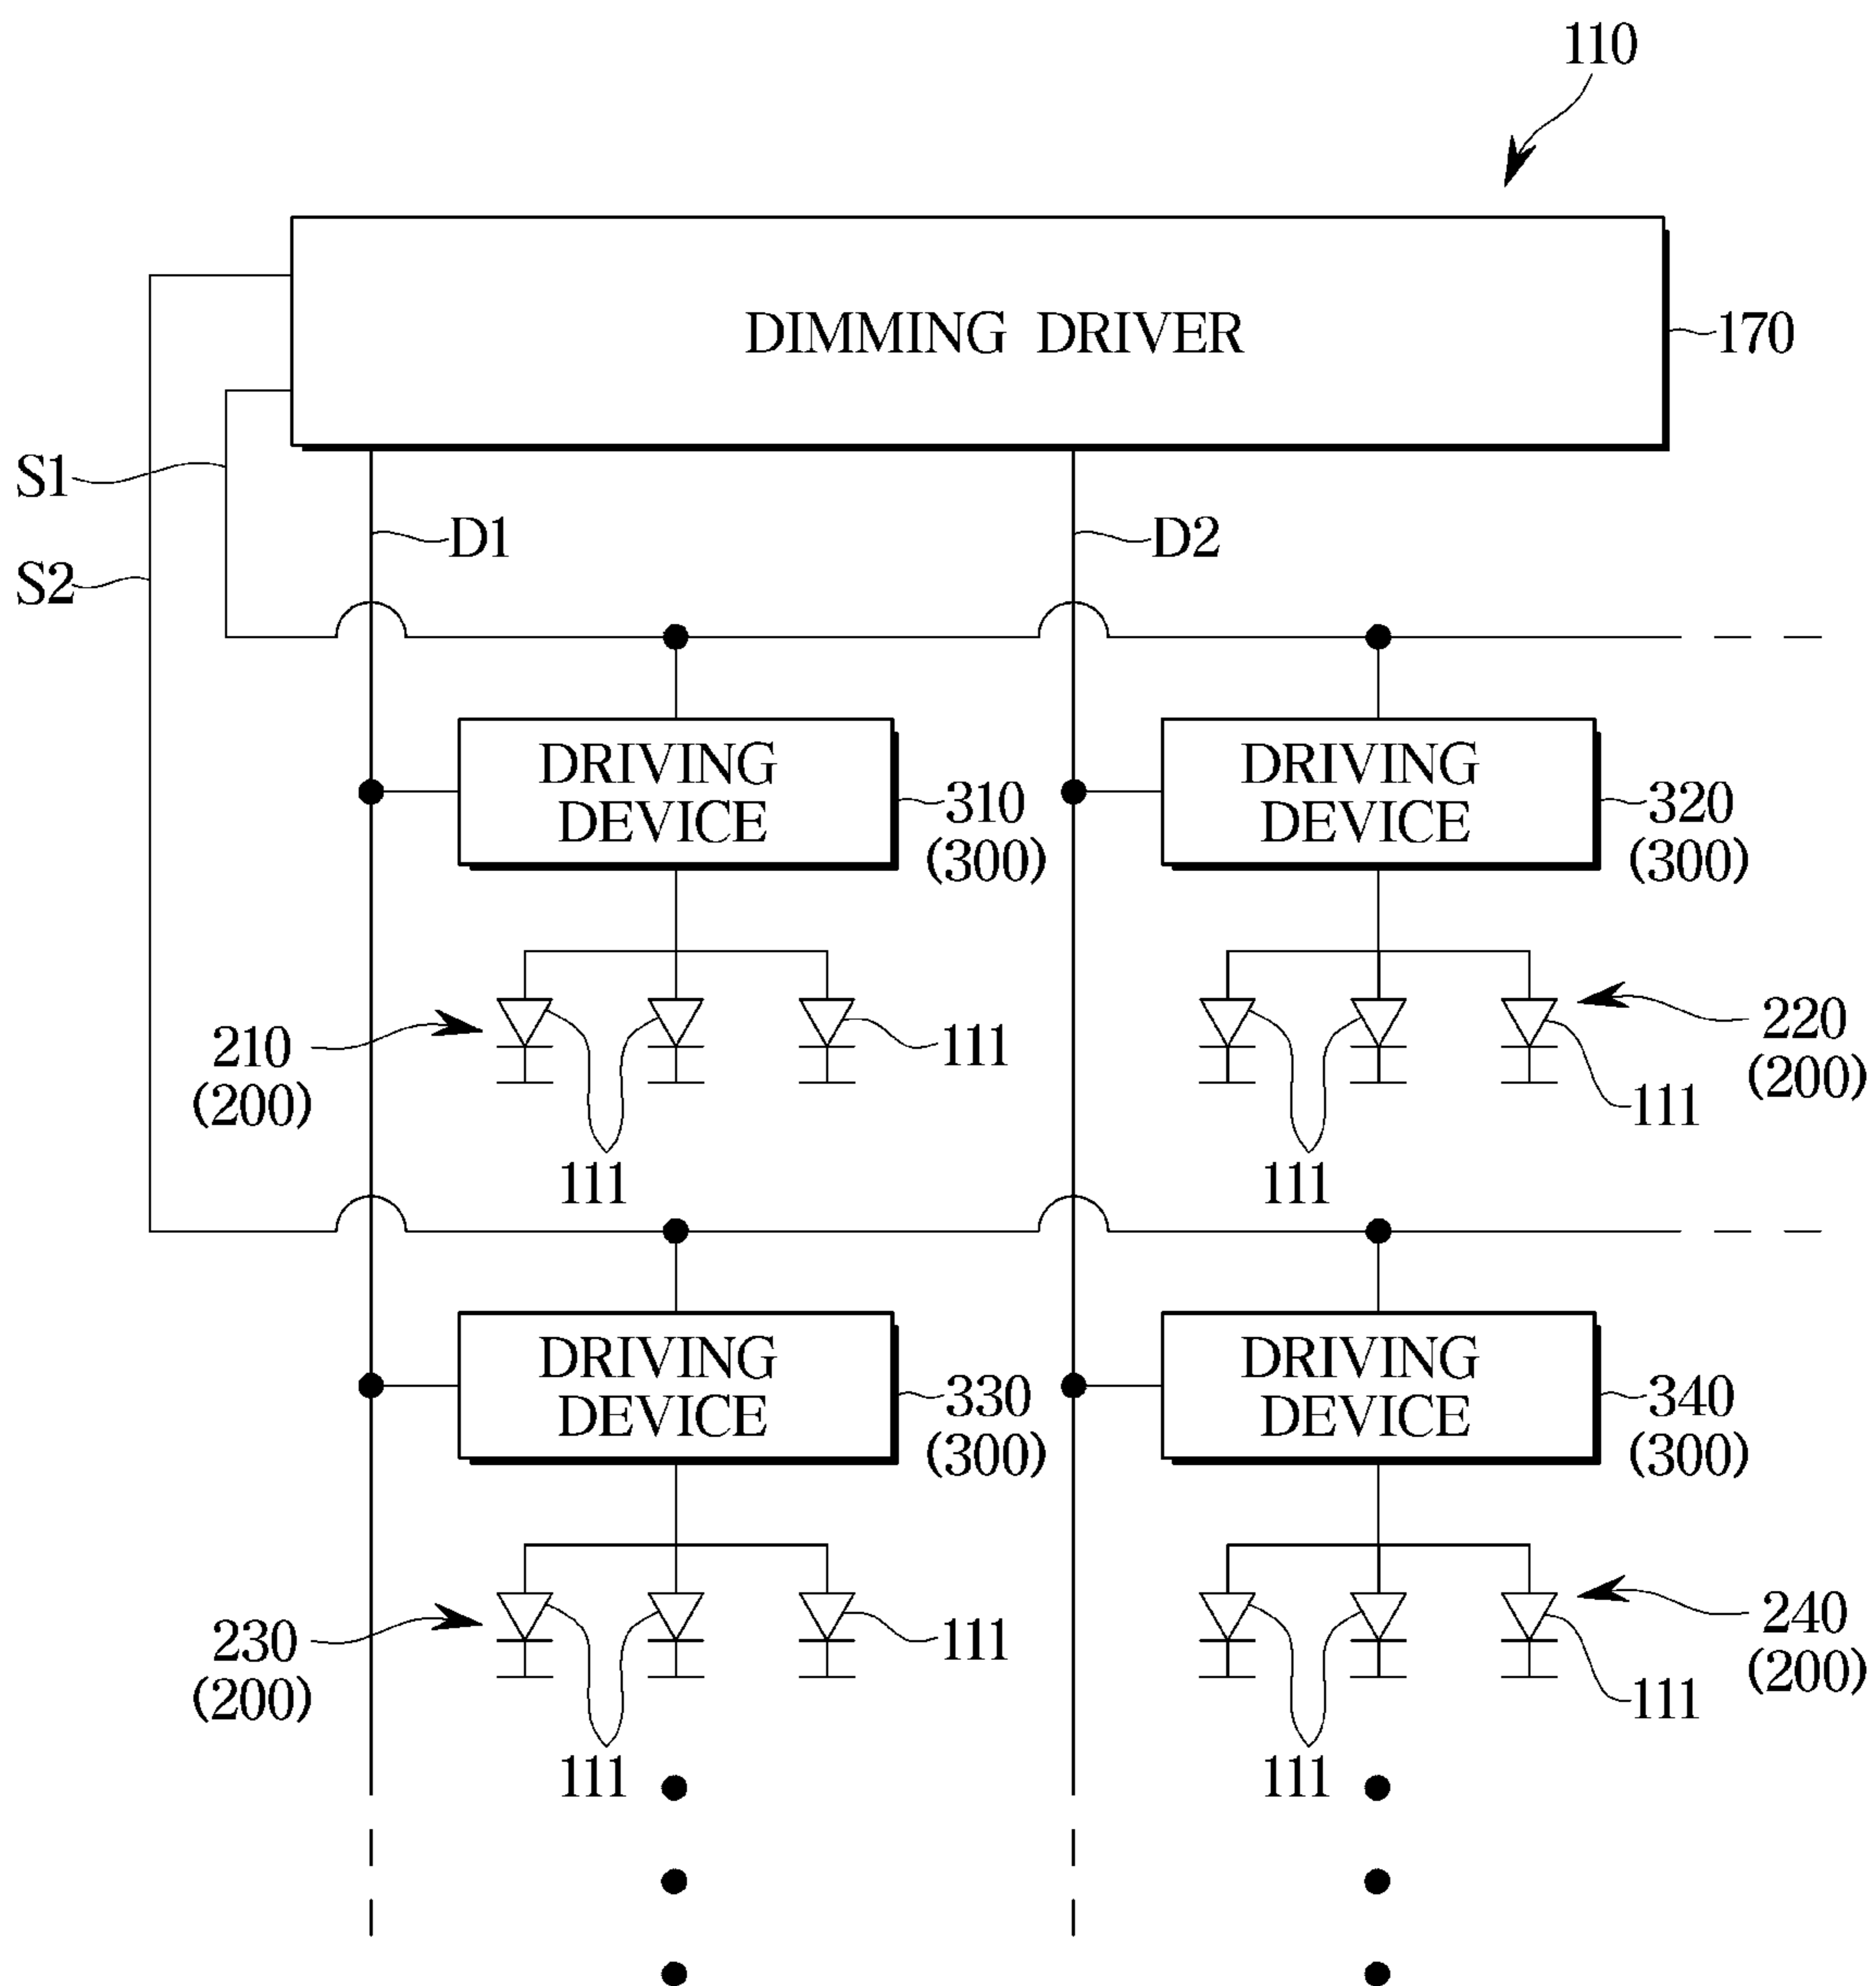 110
DIMMING DRIVER
170
S1
D1
D2
S2
DRIVING
DEVICE
310
(300)
DRIVING
DEVICE
320
(300)
210
(200)
111
111
220
(200)
111
111
DRIVING
DEVICE
330
(300)
DRIVING
DEVICE
340
(300)
230
(200)
111
111
240
(200)
111
111